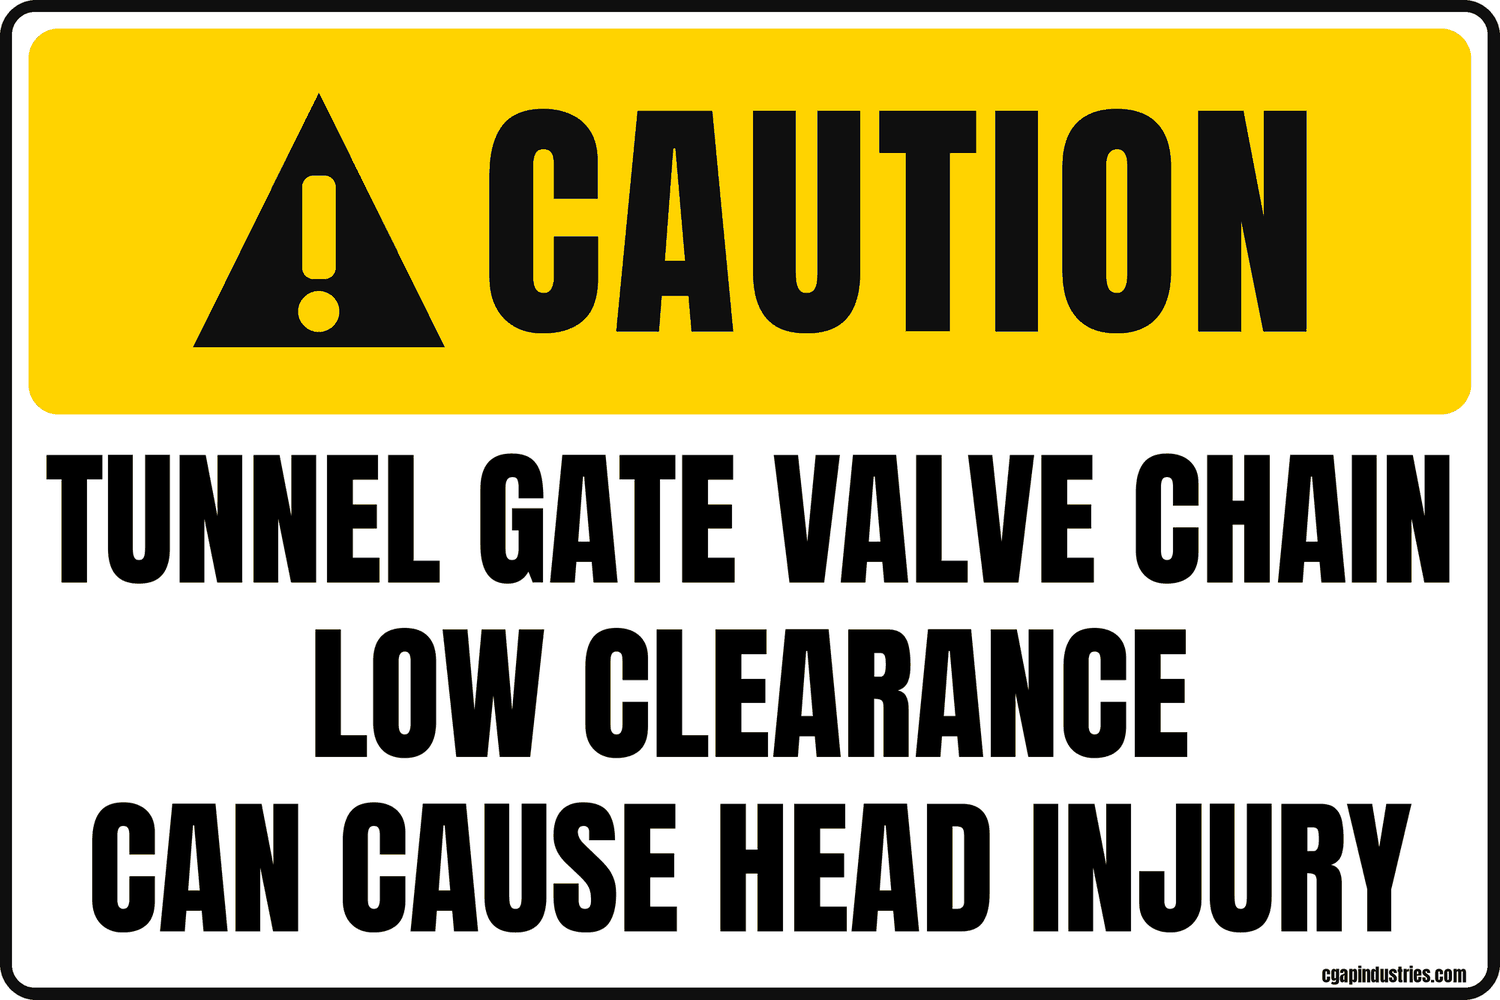 CAUTION
TUNNEL GATE VALVE CHAIN
LOW CLEARANCE
CAN CAUSE HEAD INJURY
cgapindustries.com